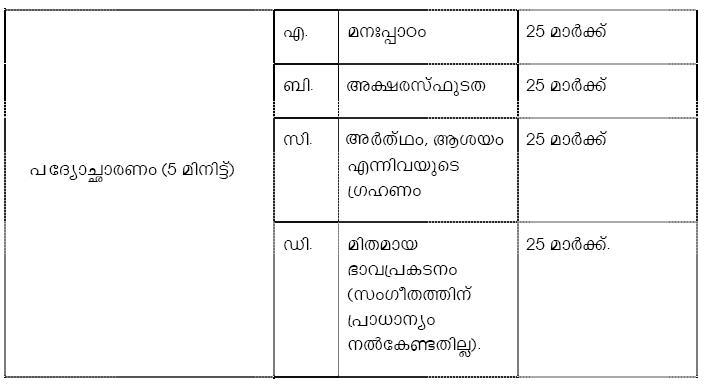 പദ്യോച്ചാരണം (5 മിനിട്ട്)
എ. മനഃപ്പാഠം 25 മാർക്ക്
ബി. അക്ഷരസ്ഫുടത 25 മാർക്ക്
സി. അർത്ഥം, ആശയം 25 മാർക്ക്
എന്നിവയുടെ
ഗ്രഹണം
ഡി. മിതമായ 25 മാർക്ക്.
ഭാവപ്രകടനം
(സംഗീതത്തിന്
പ്രാധാന്യം
നൽകേണ്ടതില്ല).